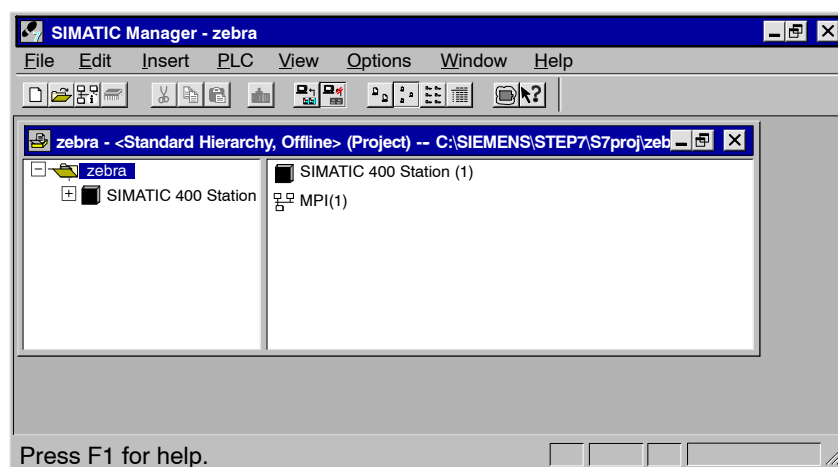 SIMATIC Manager - zebra
File Edit Insert PLC View Options Window Help
zebra - <Standard Hierarchy, Offline> (Project) -- C:\SIEMENS\STEP7\S7proj\zeb
zebra
SIMATIC 400 Station
SIMATIC 400 Station (1)
MPI(1)
Press F1 for help.